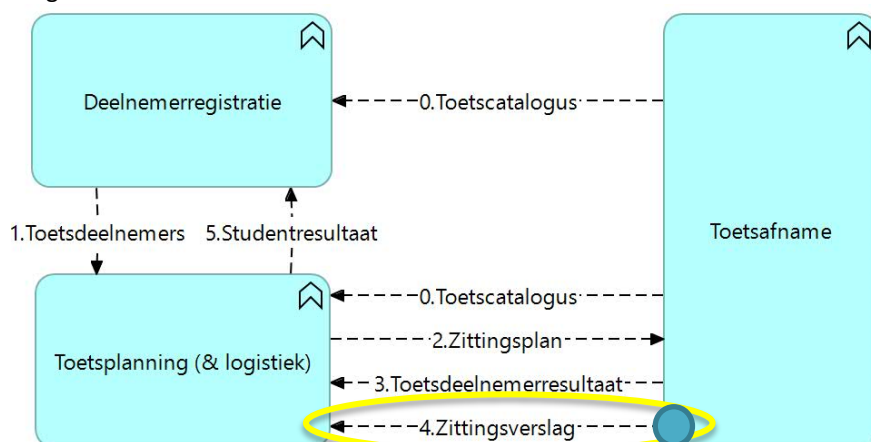 Deelnemerregistratie
0.Toetscatalogus
1.Toetsdeelnemers
5.Studentresultaat
Toetsafname
0.Toetscatalogus
2.Zittingsplan
Toetsplanning (& logistiek)
3.Toetsdeelnemerresultaat
4.Zittingsverslag